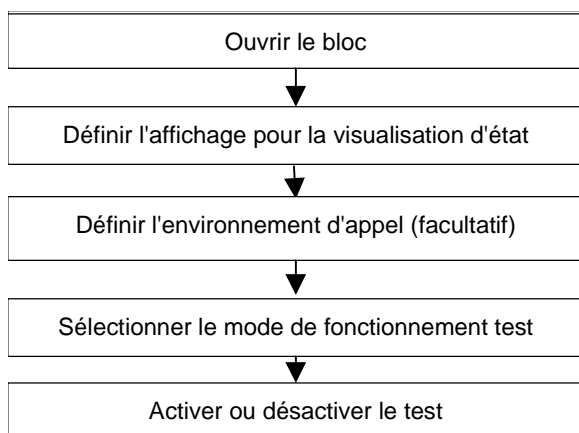 Ouvrir le bloc
Définir l'affichage pour la visualisation d'état
Définir l'environnement d'appel (facultatif)
Sélectionner le mode de fonctionnement test
Activer ou désactiver le test